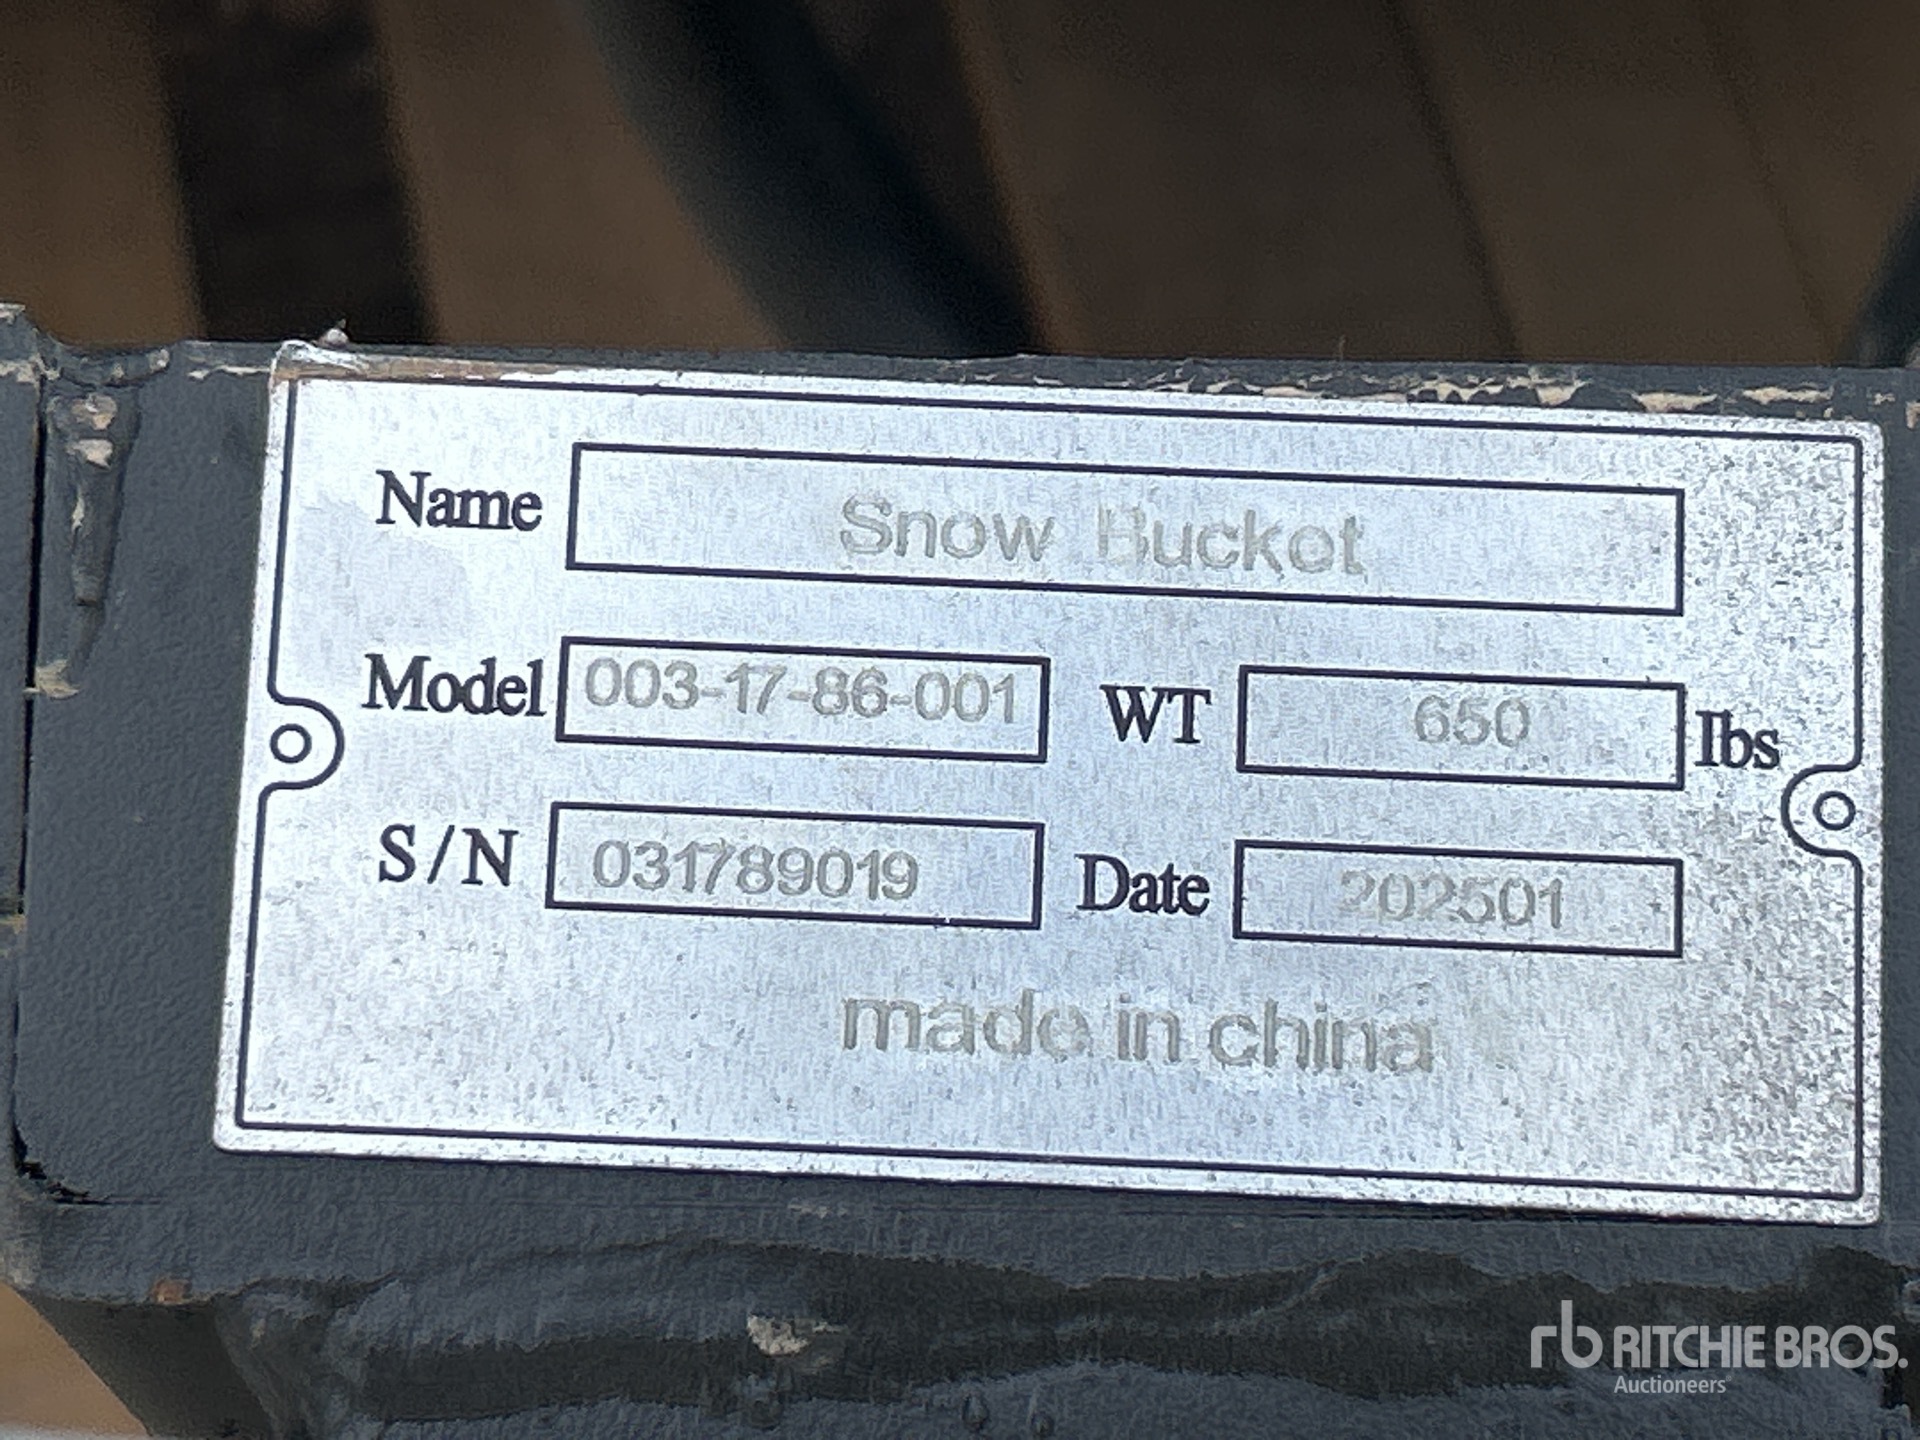 Name Snow Bucket
Model 003-17-86-001 WT 650 lbs
S/N 031789019 Date 202501
made in china
rb RITCHIE BROS.
Auctioneers